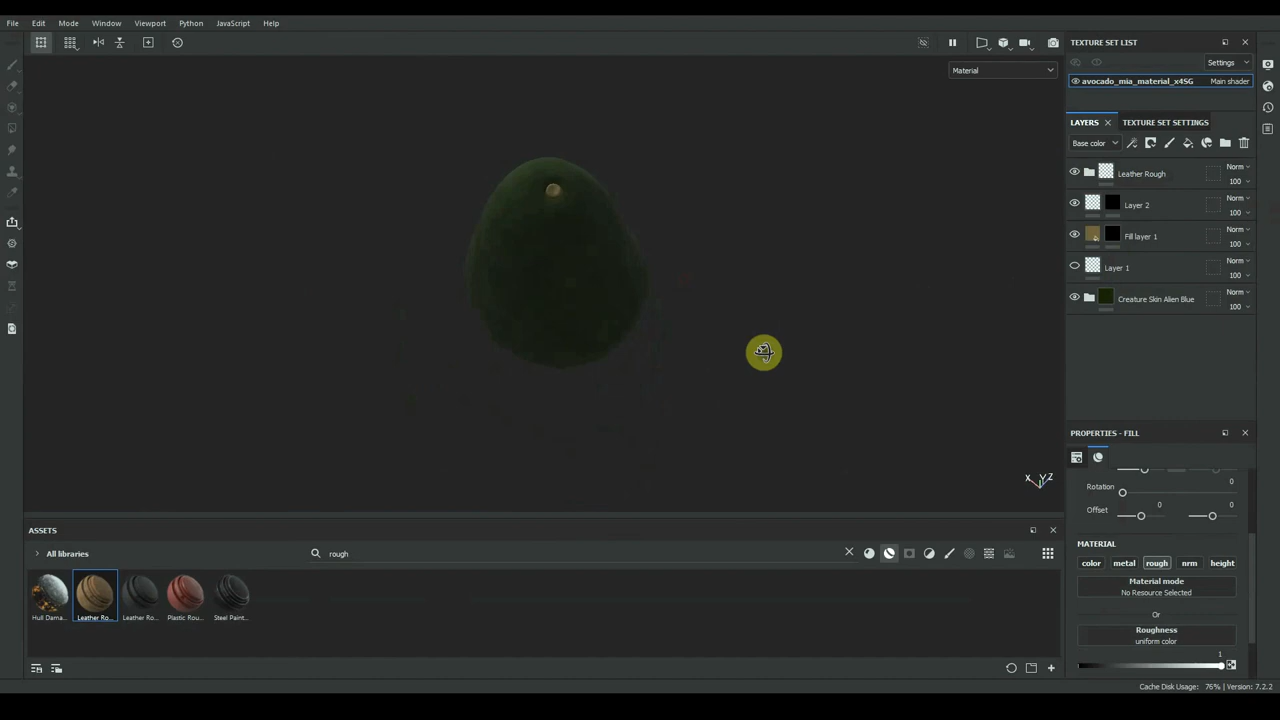 File Edit Mode Window Viewport Python JavaScript Help
TEXTURE SET LIST
Settings
Material
avocado_mia_material_x4SG Main shader
LAYERS TEXTURE SET SETTINGS
Base color
Leather Rough Norm 100
Layer 2 Norm 100
Fill layer 1 Norm 100
Layer 1 Norm 100
Creature Skin Alien Blue Norm 100
PROPERTIES - FILL
X Y Z
0
Rotation
0 0
Offset
ASSETS
MATERIAL
All libraries rough
color metal rough nrm height
Material mode
No Resource Selected
Or
Hull Dama... Leather Ro... Leather Ro... Plastic Rou... Steel Paint...
Roughness
uniform color
1
Cache Disk Usage: 76% | Version: 7.2.2